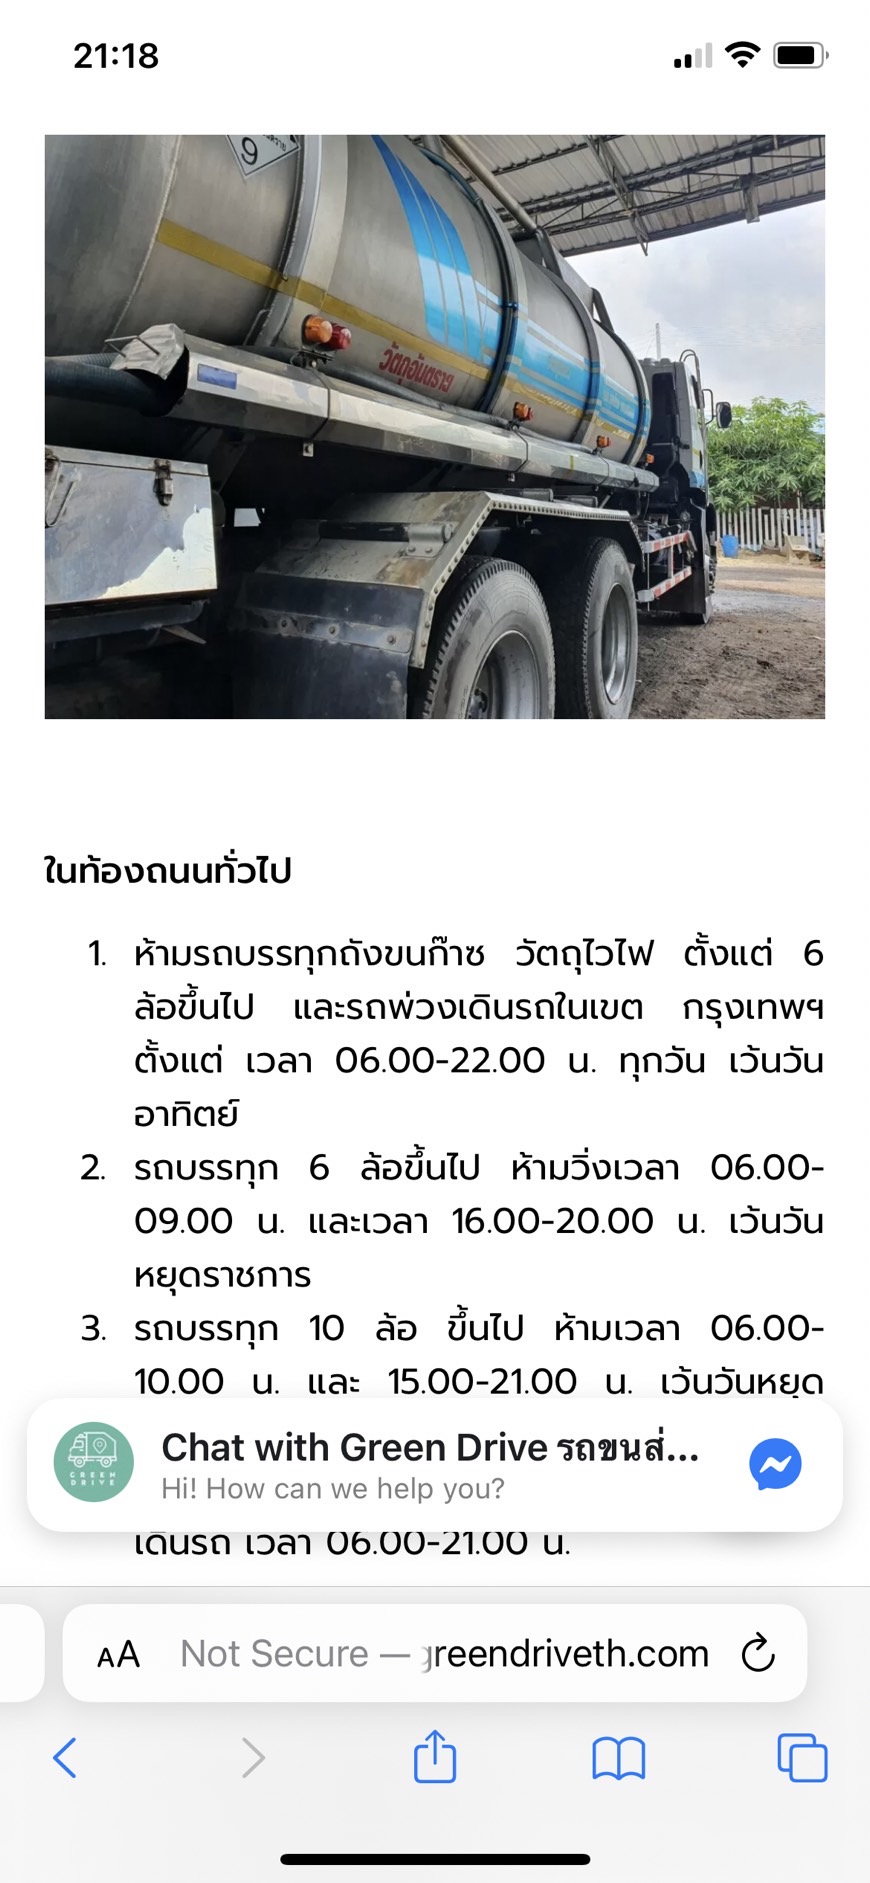 21:18
9
วัตถุอันตราย
ในท้องถนนทั่วไป
1. ห้ามรถบรรทุกถังขนก๊าซ วัตถุไวไฟ ตั้งแต่ 6
ล้อขึ้นไป และรถพ่วงเดินรถในเขต กรุงเทพฯ
ตั้งแต่ เวลา 06.00-22.00 น. ทุกวัน เว้นวัน
อาทิตย์
2. รถบรรทุก 6 ล้อขึ้นไป ห้ามวิ่งเวลา 06.00-
09.00 น. และเวลา 16.00-20.00 น. เว้นวัน
หยุดราชการ
3. รถบรรทุก 10 ล้อ ขึ้นไป ห้ามเวลา 06.00-
10.00 น. และ 15.00-21.00 น. เว้นวันหยุด
Chat with Green Drive รถขนส่...
Hi! How can we help you?
GREEN
DRIVE
เดินรถ เวลา 06.00-21.00 น.
AA Not Secure — greendriveth.com